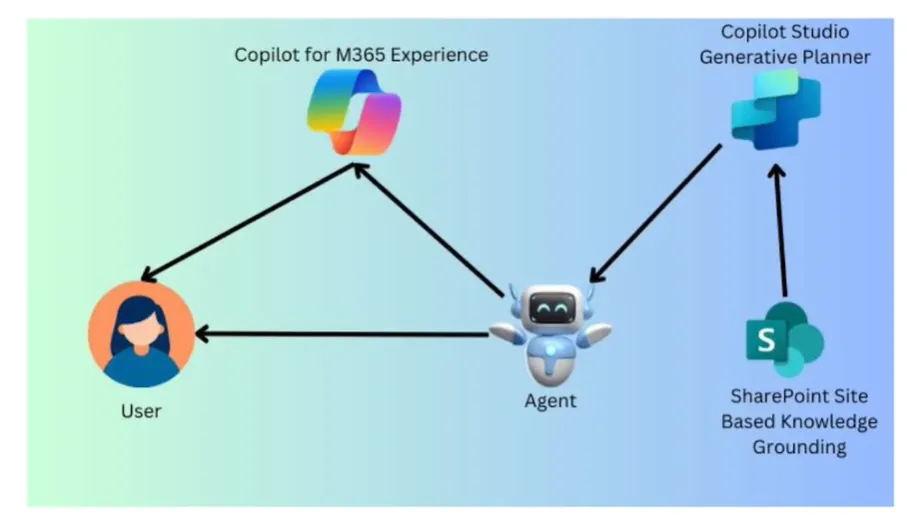 Copilot for M365 Experience
Copilot Studio
Generative Planner
User
Agent
S
SharePoint Site
Based Knowledge
Grounding